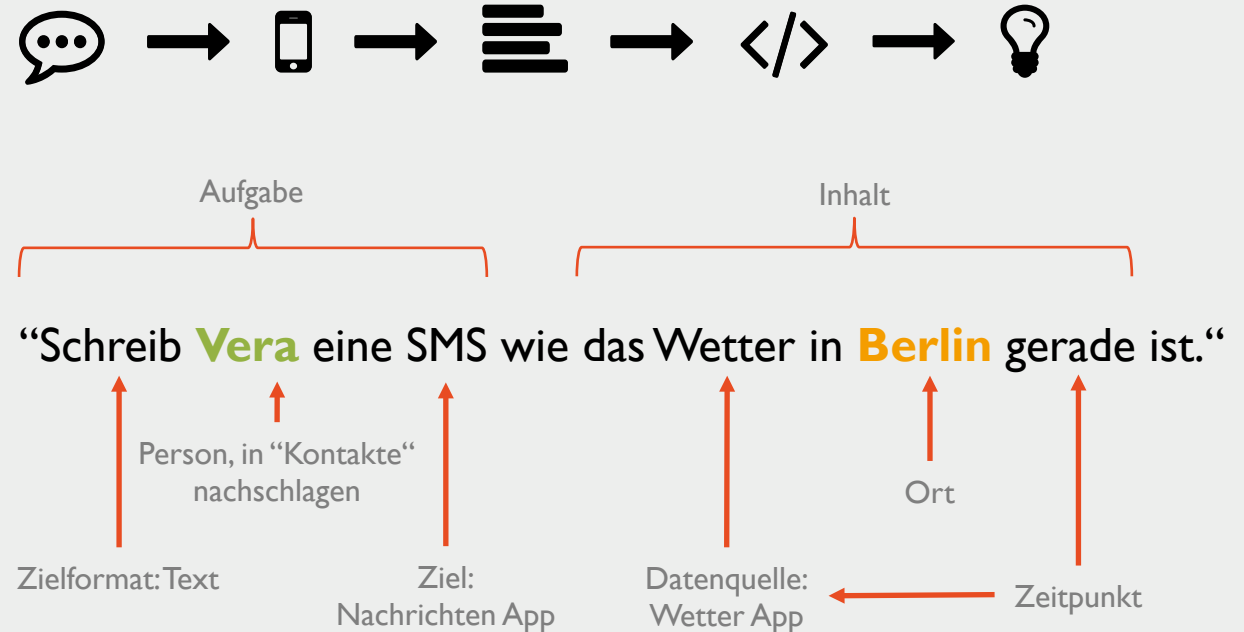 Aufgabe
Inhalt
“Schreib Vera eine SMS wie das Wetter in Berlin gerade ist.“
Person, in “Kontakte“
nachschlagen
Ort
Zielformat: Text
Ziel:
Nachrichten App
Datenquelle:
Wetter App
Zeitpunkt